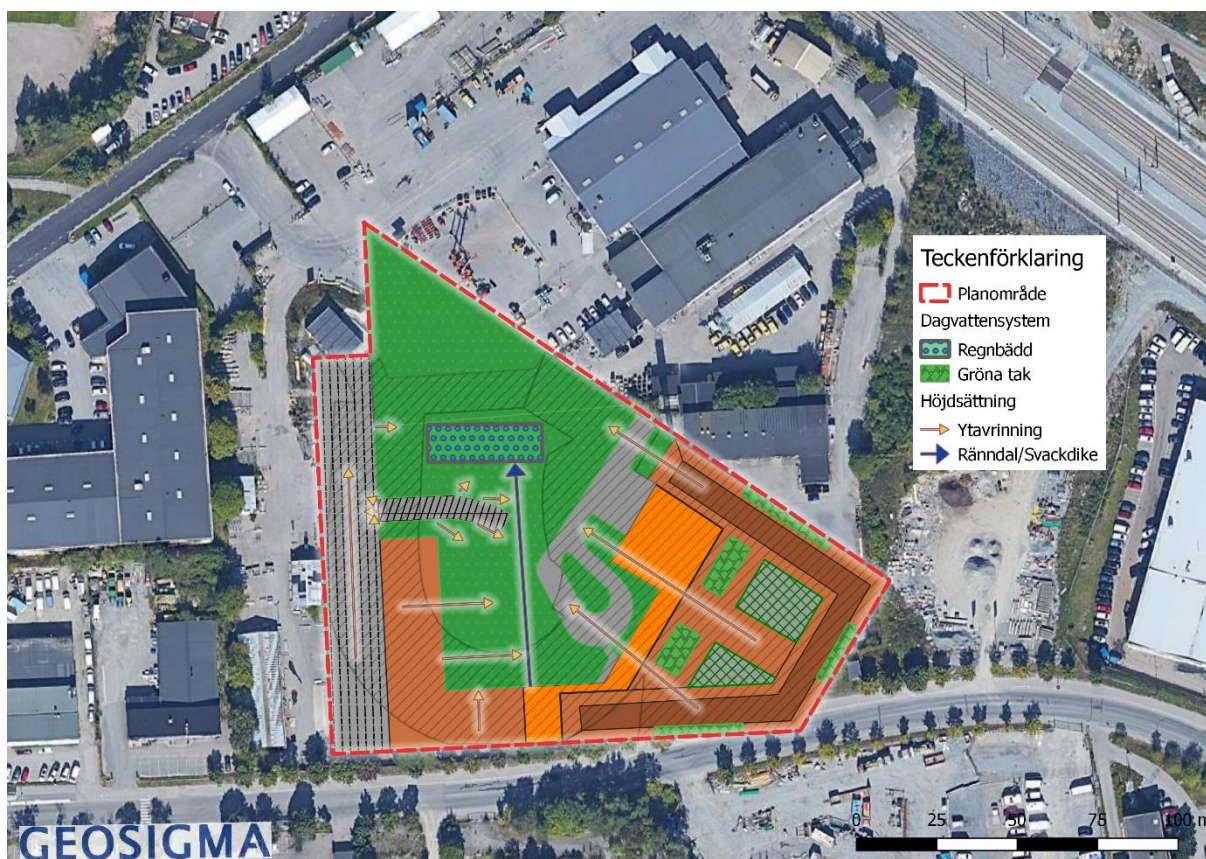 Teckenförklaring
Planområde
Dagvattensystem
Regnbädd
Gröna tak
Höjdsättning
Ytavrinning
Ränndal/Svackdike
0 25 50 75 100 m
GEOSIGMA